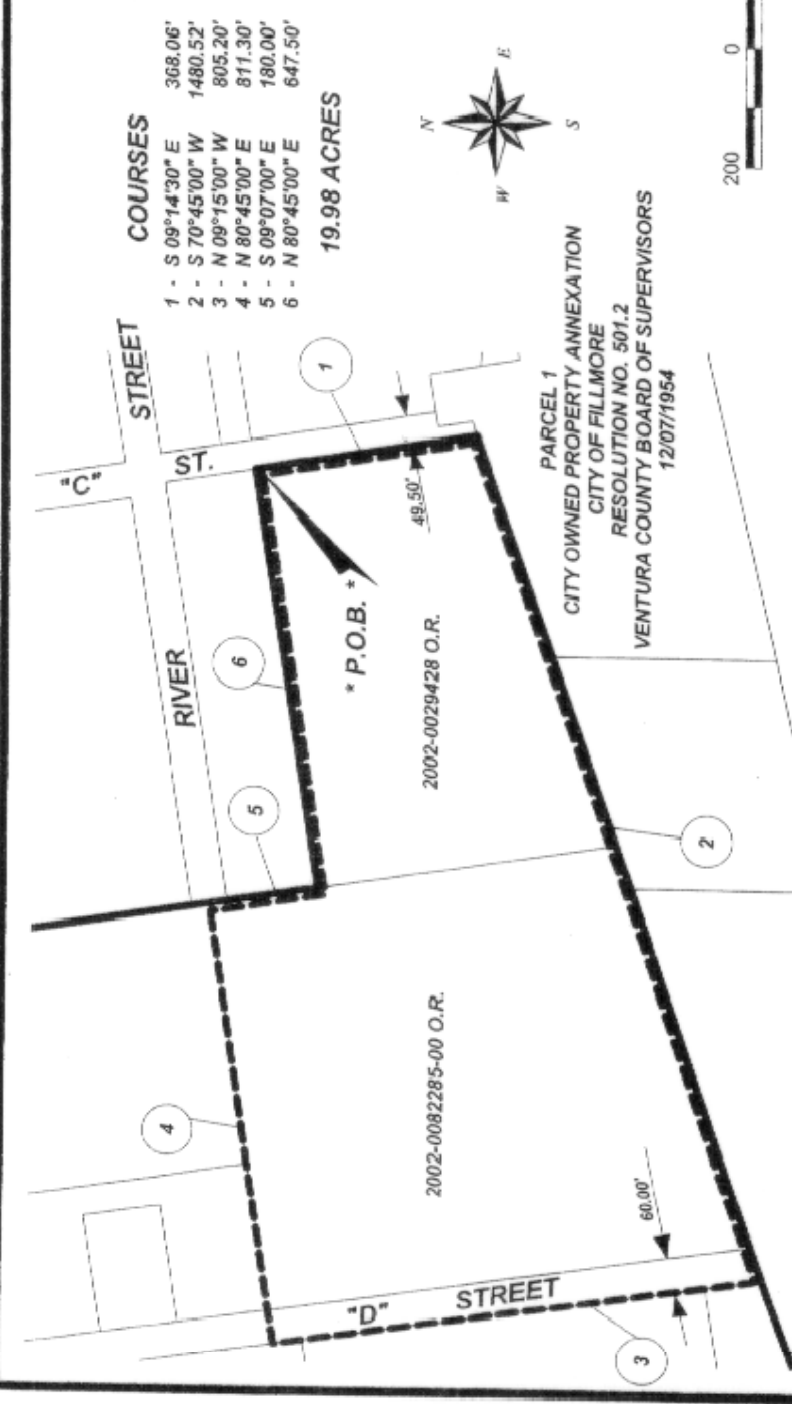 COURSES
1 - S 09°14'30" E 368.06'
2 - S 70°45'00" W 1480.52'
3 - N 09°15'00" W 805.20'
4 - N 80°45'00" E 811.30'
5 - S 09°07'00" E 180.00'
6 - N 80°45'00" E 647.50'
19.98 ACRES
N
W
E
S
"C"
ST.
STREET
RIVER
1
6
5
4
* P.O.B. *
49.50'
2002-0029428 O.R.
2002-0082285-00 O.R.
2
60.00'
"D"
STREET
3
PARCEL 1
CITY OWNED PROPERTY ANNEXATION
CITY OF FILLMORE
RESOLUTION NO. 501.2
VENTURA COUNTY BOARD OF SUPERVISORS
12/07/1954
200
0